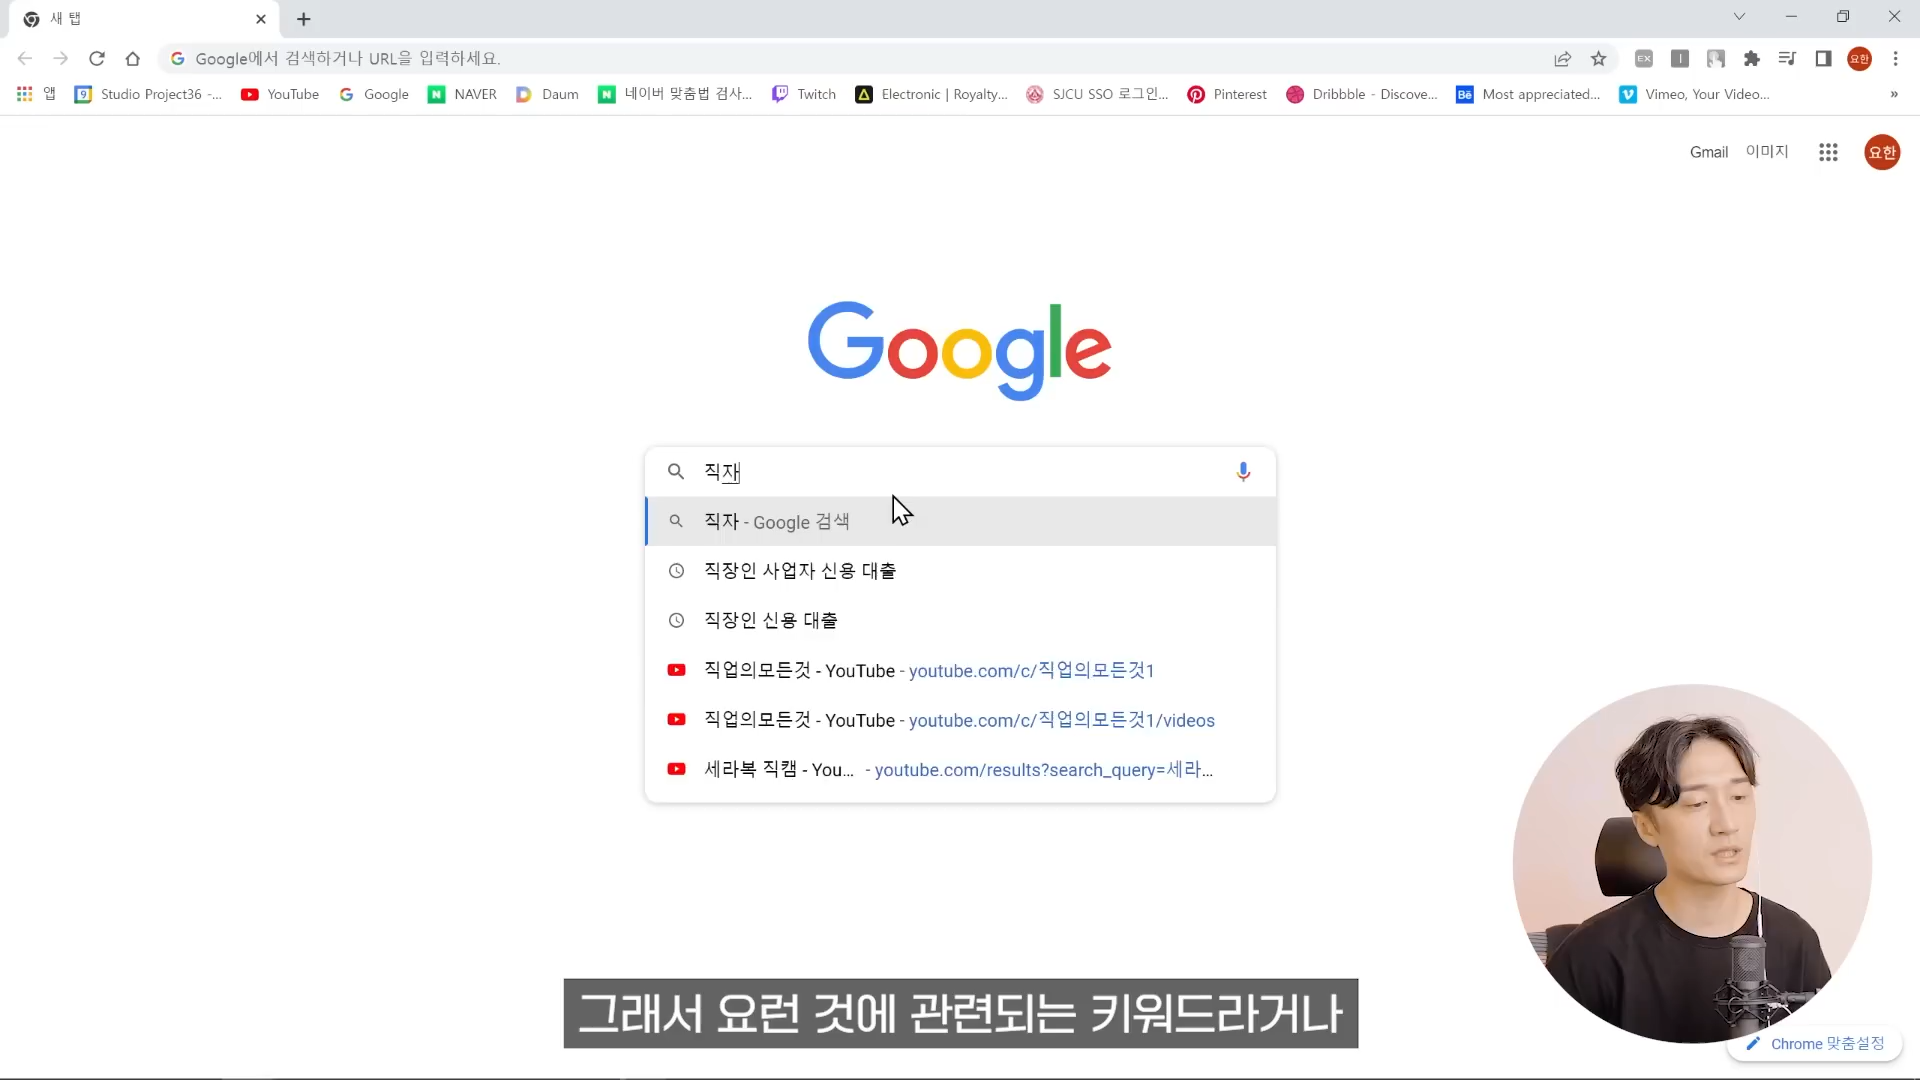 새 탭
Google에서 검색하거나 URL을 입력하세요.
EX
요한
앱
9
Studio Project36 -...
YouTube
Google
N
NAVER
D
Daum
N
네이버 맞춤법 검사...
Twitch
Electronic | Royalty...
SJCU SSO 로그인...
Pinterest
Dribbble - Discove...
Bē
Most appreciated...
Vimeo, Your Video...
»
Gmail
이미지
요한
Google
직자
직자 - Google 검색
직장인 사업자 신용 대출
직장인 신용 대출
직업의모든것 - YouTube - youtube.com/c/직업의모든것1
직업의모든것 - YouTube - youtube.com/c/직업의모든것1/videos
세라복 직캠 - You... - youtube.com/results?search_query=세라...
그래서 요런 것에 관련되는 키워드라거나
Chrome 맞춤설정